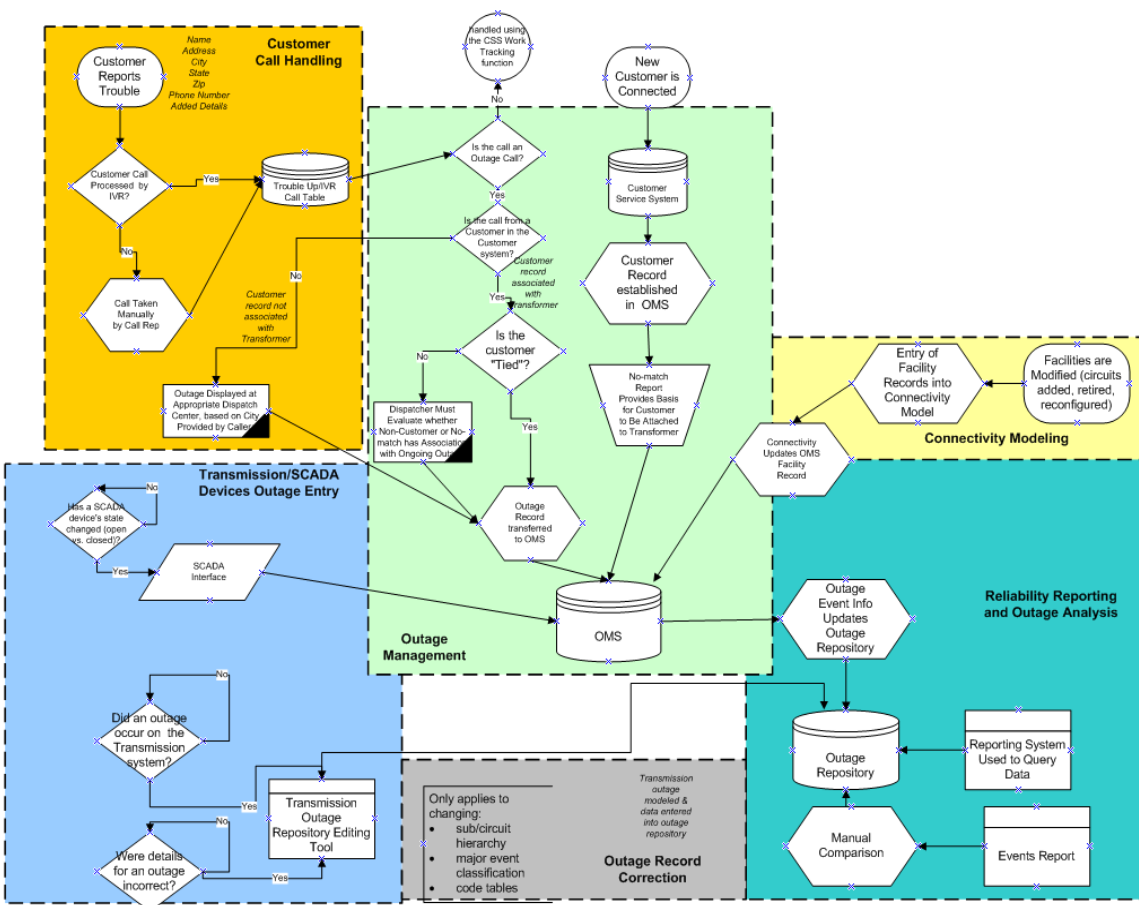 Customer
Call Handling
Name
Address
City
State
Zip
Phone Number
Added Details
Customer
Reports
Trouble
Customer Call
Processed by
IVR?
Yes
No
Trouble Up/IVR
Call Table
Call Taken
Manually
by Call Rep
Customer
record not
associated
with
Transformer
No
Outage Displayed at
Appropriate Dispatch
Center, based on City
Provided by Caller
handled using
the CSS Work
Tracking
function
No
Is the call an
Outage Call?
Yes
Is the call from a
Customer in the
Customer
system?
Customer
record
associated
with
Transformer
Yes
Is the
customer
"Tied"?
No
Yes
Dispatcher Must
Evaluate whether
Non-Customer or No-
match has Association
with Ongoing
Outage
Record
transferred
to OMS
New
Customer is
Connected
Customer
Service System
Customer
Record
established
in OMS
No-match
Report
Provides Basis
for Customer
to Be Attached
to Transformer
OMS
Outage
Management
Entry of
Facility
Records into
Connectivity
Model
Facilities are
Modified (circuits
added, retired,
reconfigured)
Connectivity Modeling
Connectivity
Updates OMS
Facility
Record
Transmission/SCADA
Devices Outage Entry
No
Has a SCADA
device's state
changed (open
vs. closed)?
Yes
SCADA
Interface
No
Did an outage
occur on the
Transmission
system?
Yes
Transmission
Outage
Repository Editing
Tool
No
Were details
for an outage
incorrect?
Yes
Only applies to
changing:
• sub/circuit
hierarchy
• major event
classification
• code tables
Transmission
outage
modeled &
data entered
into outage
repository
Outage Record
Correction
Outage
Event Info
Updates
Outage
Repository
Reliability Reporting
and Outage Analysis
Outage
Repository
Reporting System
Used to Query
Data
Manual
Comparison
Events Report